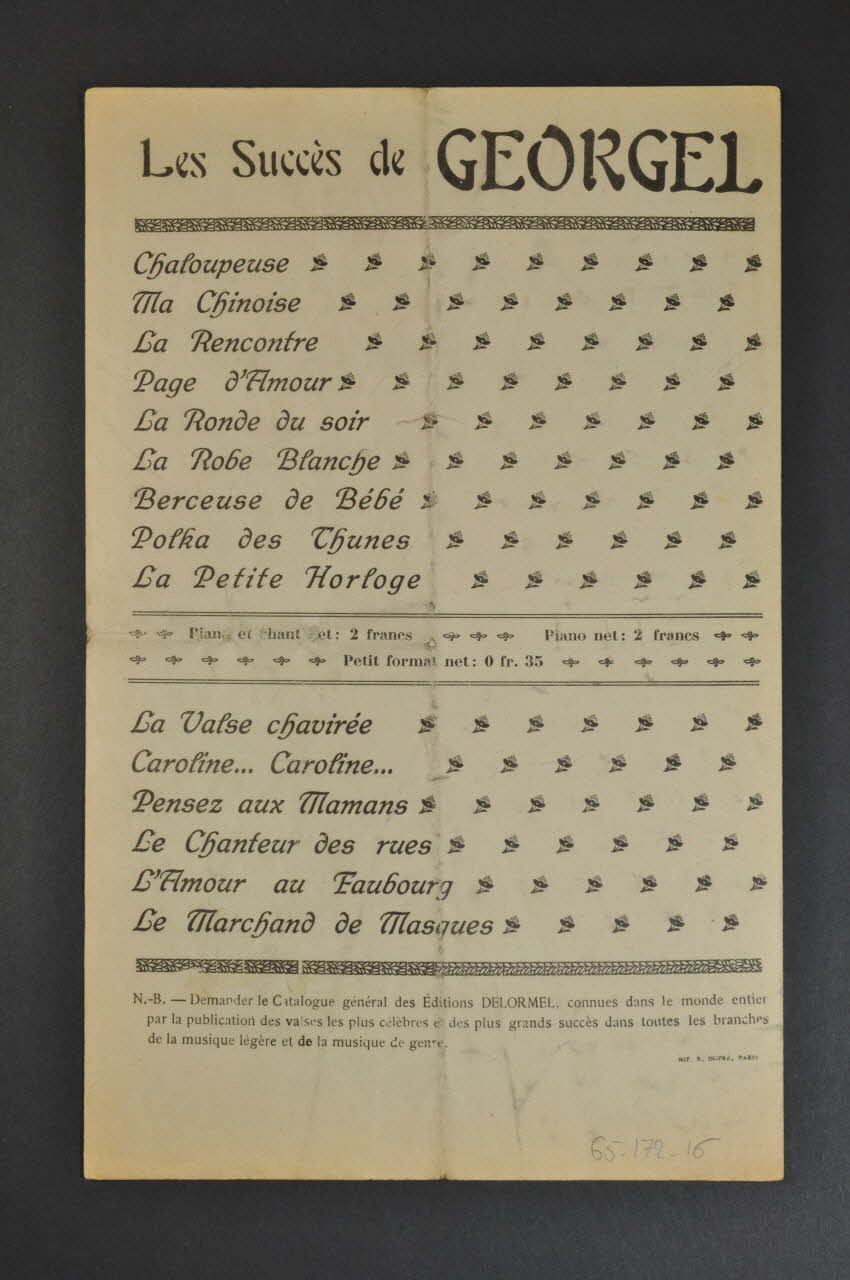 Les Succès de GEORGEL
Chaloupeuse
Ma Chinoise
La Rencontre
Page d'Amour
La Ronde du soir
La Robe Blanche
Berceuse de Bébé
Polka des Thunes
La Petite Horloge
Piano et chant net: 2 francs Piano net: 2 francs
Petit format net: 0 fr. 35
La Valse chavirée
Caroline... Caroline...
Pensez aux Mamans
Le Chanteur des rues
L'Amour au Faubourg
Le Marchand de Masques
N.-B. — Demander le Catalogue général des Éditions DELORMEL, connues dans le monde entier
par la publication des valses les plus célèbres et des plus grands succès dans toutes les branches
de la musique légère et de la musique de genre.
IMP. R. DUPRA, PARIS
65-172-16